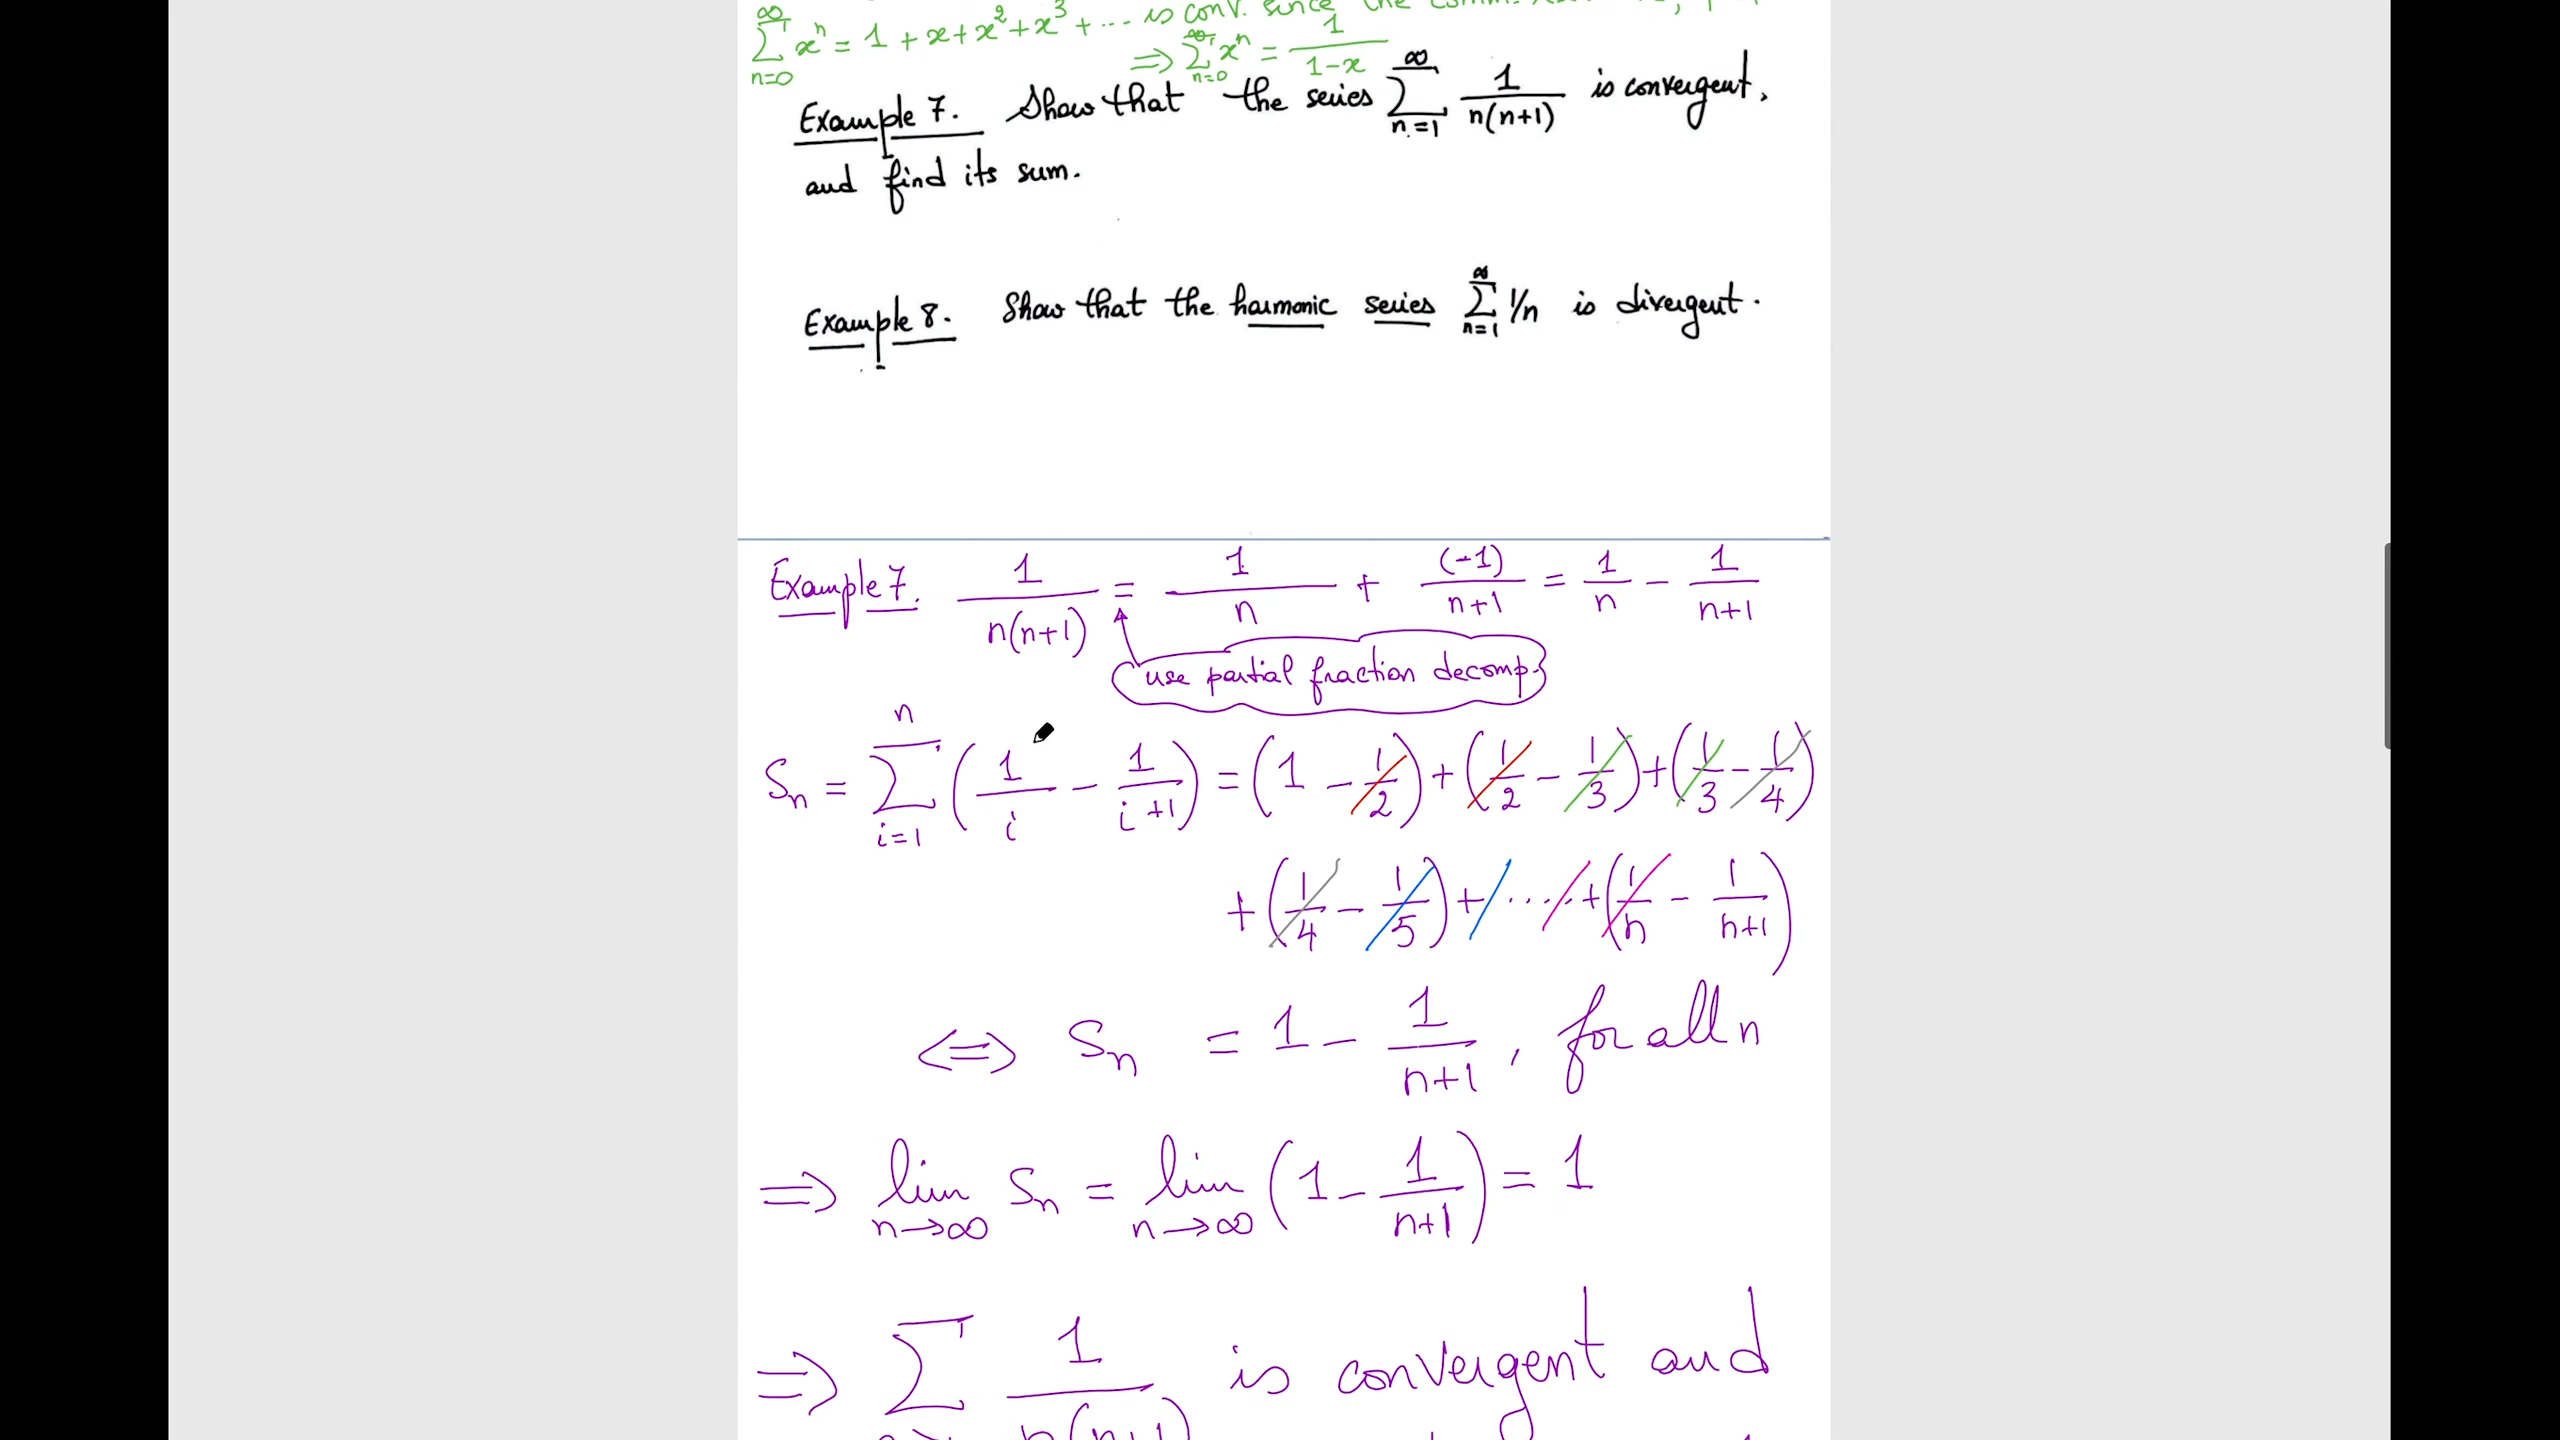 ∑_{n=0}^{∞} x^n = 1 + x + x^2 + x^3 + ... is conv. since the
⇒ ∑_{n=0}^{∞} x^n = 1/(1-x)
Example 7. Show that the series ∑_{n=1}^{∞} 1/(n(n+1)) is convergent,
and find its sum.
Example 8. Show that the harmonic series ∑_{n=1}^{∞} 1/n is divergent.
Example 7. 1/(n(n+1)) = 1/n + (-1)/(n+1) = 1/n - 1/(n+1)
use partial fraction decomp.
S_n = ∑_{i=1}^{n} (1/i - 1/(i+1)) = (1 - 1/2) + (1/2 - 1/3) + (1/3 - 1/4)
+ (1/4 - 1/5) + ..... + (1/n - 1/(n+1))
⇔ S_n = 1 - 1/(n+1), for all n
⇒ lim_{n→∞} S_n = lim_{n→∞} (1 - 1/(n+1)) = 1
⇒ ∑ 1/(n(n+1)) is convergent and